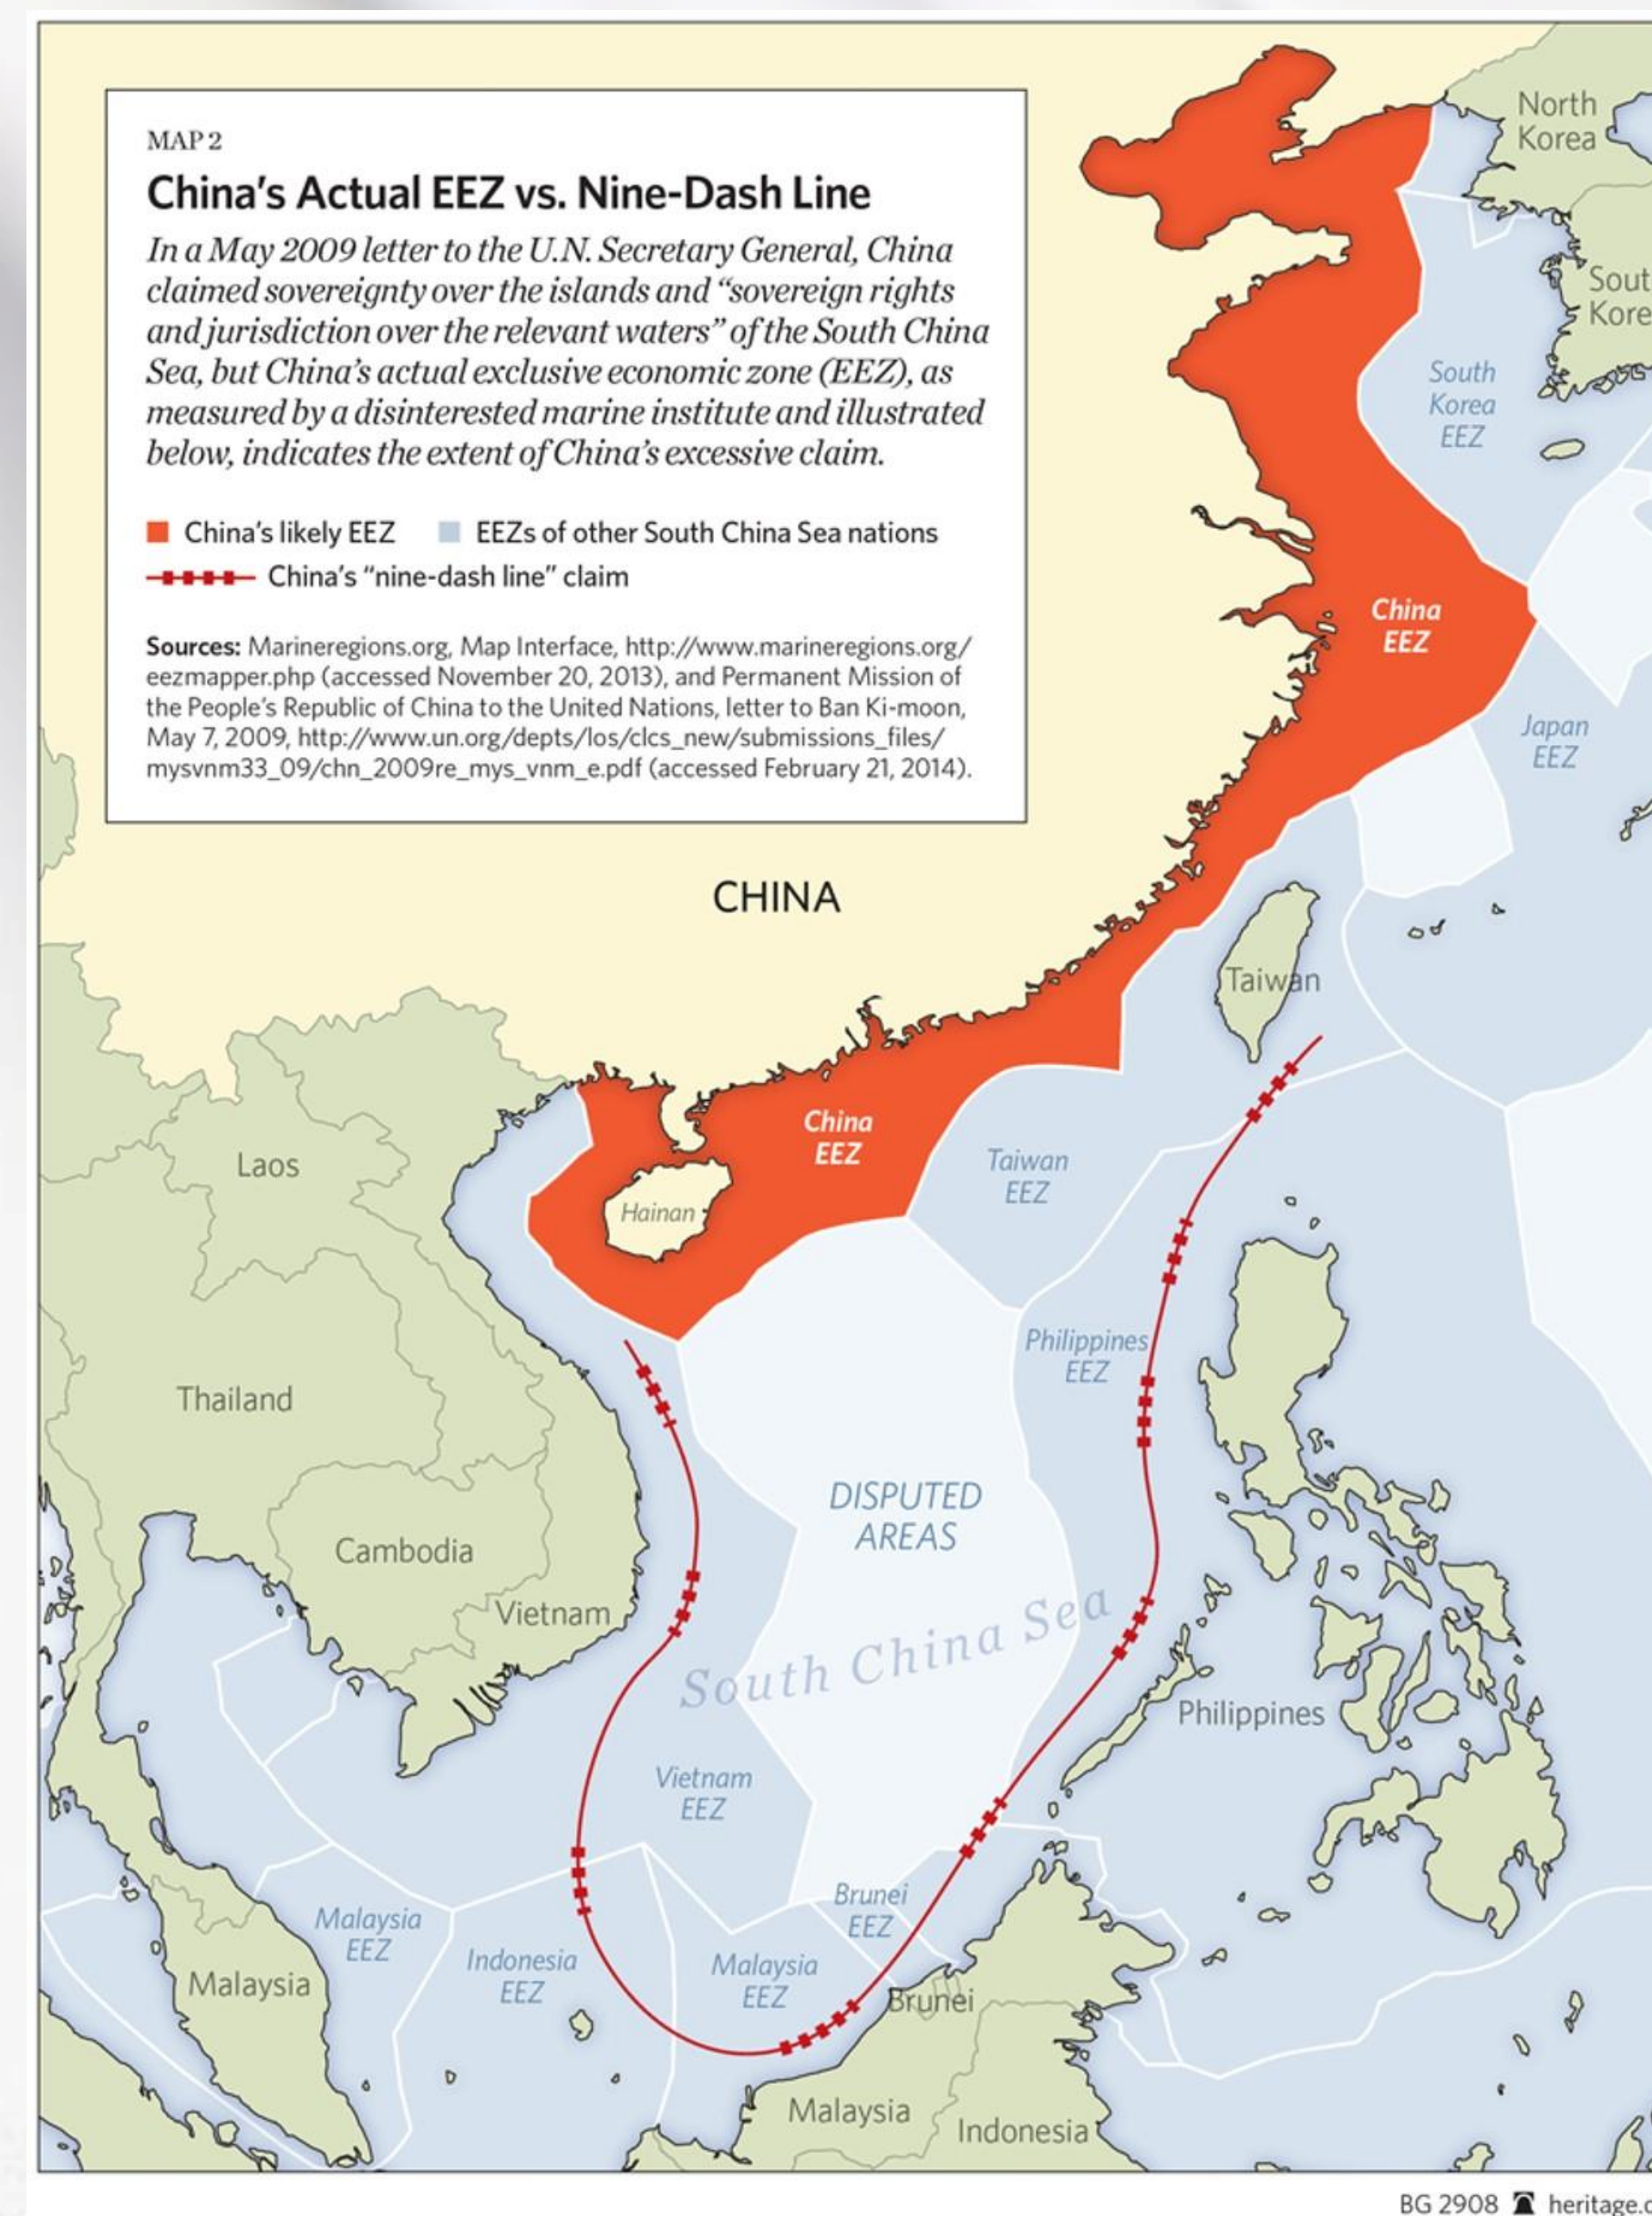 MAP 2
China's Actual EEZ vs. Nine-Dash Line
In a May 2009 letter to the U.N. Secretary General, China
claimed sovereignty over the islands and “sovereign rights
and jurisdiction over the relevant waters” of the South China
Sea, but China's actual exclusive economic zone (EEZ), as
measured by a disinterested marine institute and illustrated
below, indicates the extent of China's excessive claim.
China's likely EEZ
EEZs of other South China Sea nations
China's “nine-dash line” claim
Sources: Marineregions.org, Map Interface, http://www.marineregions.org/
eezmapper.php (accessed November 20, 2013), and Permanent Mission of
the People's Republic of China to the United Nations, letter to Ban Ki-moon,
May 7, 2009, http://www.un.org/depts/los/clcs_new/submissions_files/
mysvnm33_09/chn_2009re_mys_vnm_e.pdf (accessed February 21, 2014).
North
Korea
Sout
Kore
South
Korea
EEZ
China
EEZ
Japan
EEZ
CHINA
Taiwan
China
EEZ
Taiwan
EEZ
Laos
Hainan
Philippines
EEZ
Thailand
DISPUTED
AREAS
Cambodia
Vietnam
South China Sea
Philippines
Vietnam
EEZ
Brunei
EEZ
Malaysia
EEZ
Indonesia
EEZ
Malaysia
EEZ
Malaysia
Brunei
Malaysia
Indonesia
BG 2908 heritage.o